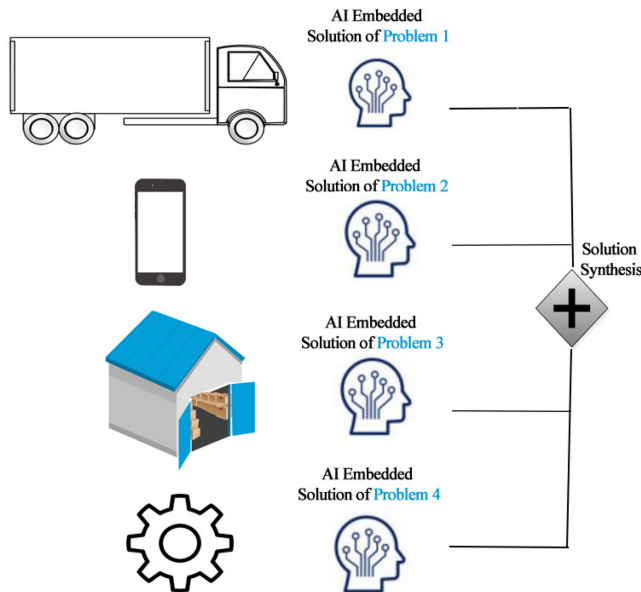 AI Embedded
Solution of Problem 1
AI Embedded
Solution of Problem 2
Solution
Synthesis
AI Embedded
Solution of Problem 3
AI Embedded
Solution of Problem 4